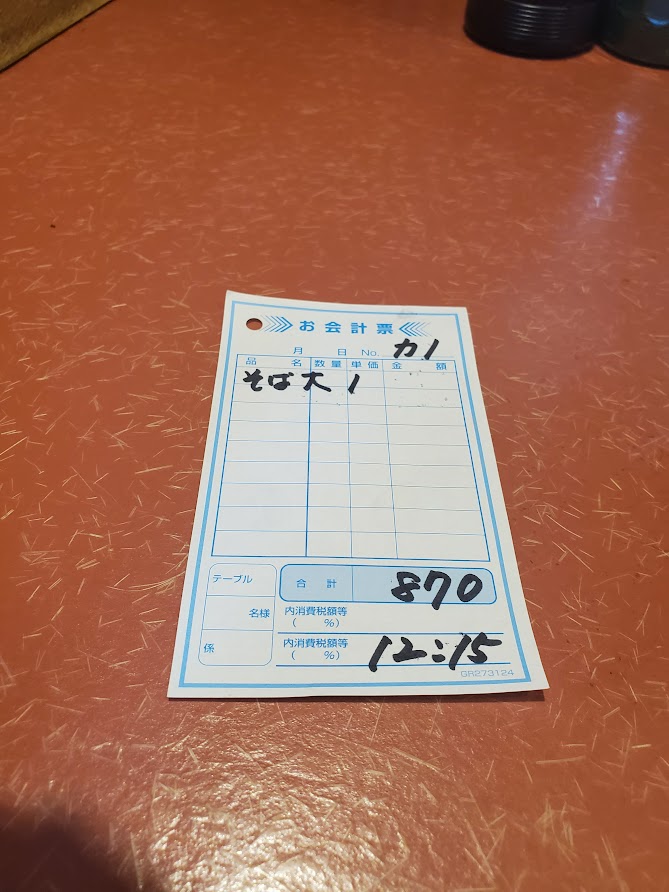 お会計票
月 日 No. カ1
品名 数量 単価 金額
そば大 1
テーブル
名様
係
合計 870
内消費税額等
( %)
内消費税額等
( %) 12:15
GR273124